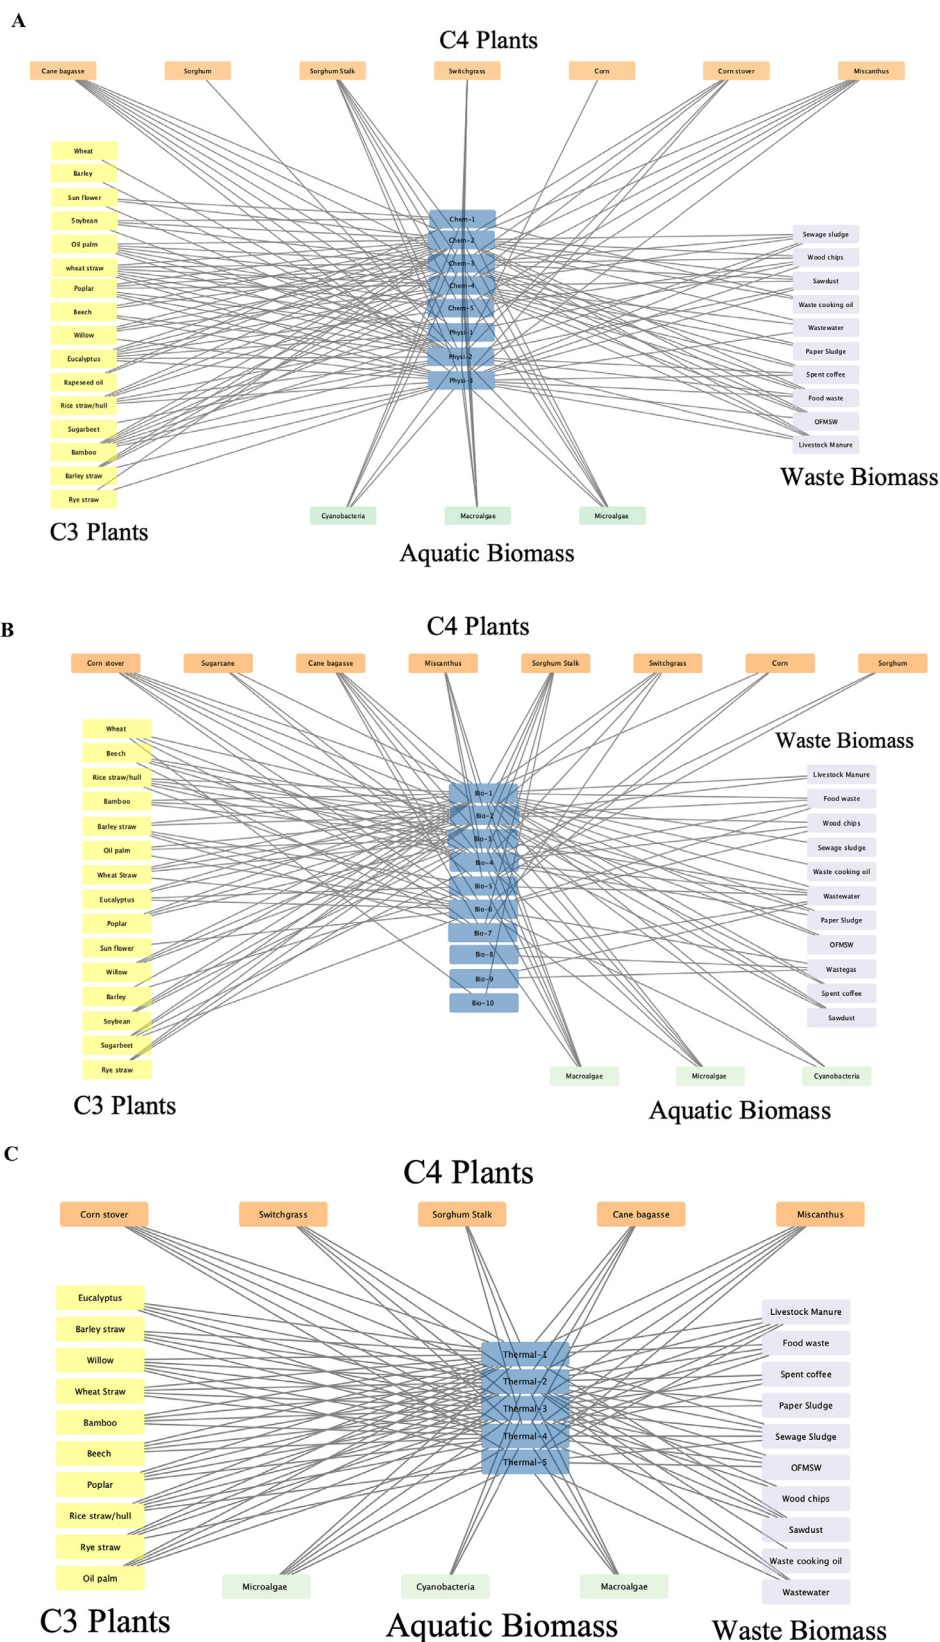 A
C4 Plants
Cane bagasse
Sorghum
Sorghum Stalk
Switchgrass
Corn
Corn stover
Miscanthus
Wheat
Barley
Sun flower
Soybean
Oil palm
wheat straw
Poplar
Beech
Willow
Eucalyptus
Rapeseed oil
Rice straw/hull
Sugarbeet
Bamboo
Barley straw
Rye straw
C3 Plants
Chem-1
Chem-2
Chem-3
Chem-4
Chem-5
Physi-1
Physi-2
Physi-3
Sewage sludge
Wood chips
Sawdust
Waste cooking oil
Wastewater
Paper Sludge
Spent coffee
Food waste
OFMSW
Livestock Manure
Waste Biomass
Cyanobacteria
Macroalgae
Microalgae
Aquatic Biomass
B
C4 Plants
Corn stover
Sugarcane
Cane bagasse
Miscanthus
Sorghum Stalk
Switchgrass
Corn
Sorghum
Wheat
Beech
Rice straw/hull
Bamboo
Barley straw
Oil palm
Wheat Straw
Eucalyptus
Poplar
Sun flower
Willow
Barley
Soybean
Sugarbeet
Rye straw
C3 Plants
Bio-1
Bio-2
Bio-3
Bio-4
Bio-5
Bio-6
Bio-7
Bio-8
Bio-9
Bio-10
Waste Biomass
Livestock Manure
Food waste
Wood chips
Sewage sludge
Waste cooking oil
Wastewater
Paper Sludge
OFMSW
Wastegas
Spent coffee
Sawdust
Macroalgae
Microalgae
Cyanobacteria
Aquatic Biomass
C
C4 Plants
Corn stover
Switchgrass
Sorghum Stalk
Cane bagasse
Miscanthus
Eucalyptus
Barley straw
Willow
Wheat Straw
Bamboo
Beech
Poplar
Rice straw/hull
Rye straw
Oil palm
C3 Plants
Thermal-1
Thermal-2
Thermal-3
Thermal-4
Thermal-5
Livestock Manure
Food waste
Spent coffee
Paper Sludge
Sewage Sludge
OFMSW
Wood chips
Sawdust
Waste cooking oil
Wastewater
Waste Biomass
Microalgae
Cyanobacteria
Macroalgae
Aquatic Biomass